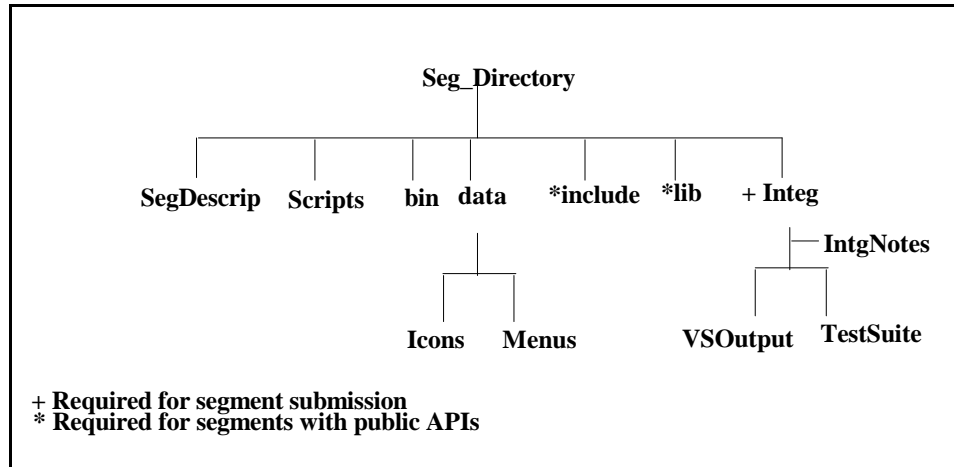 Seg_Directory
SegDescrip Scripts bin data *include *lib + Integ
IntgNotes
Icons Menus VSOutput TestSuite
+ Required for segment submission
* Required for segments with public APIs